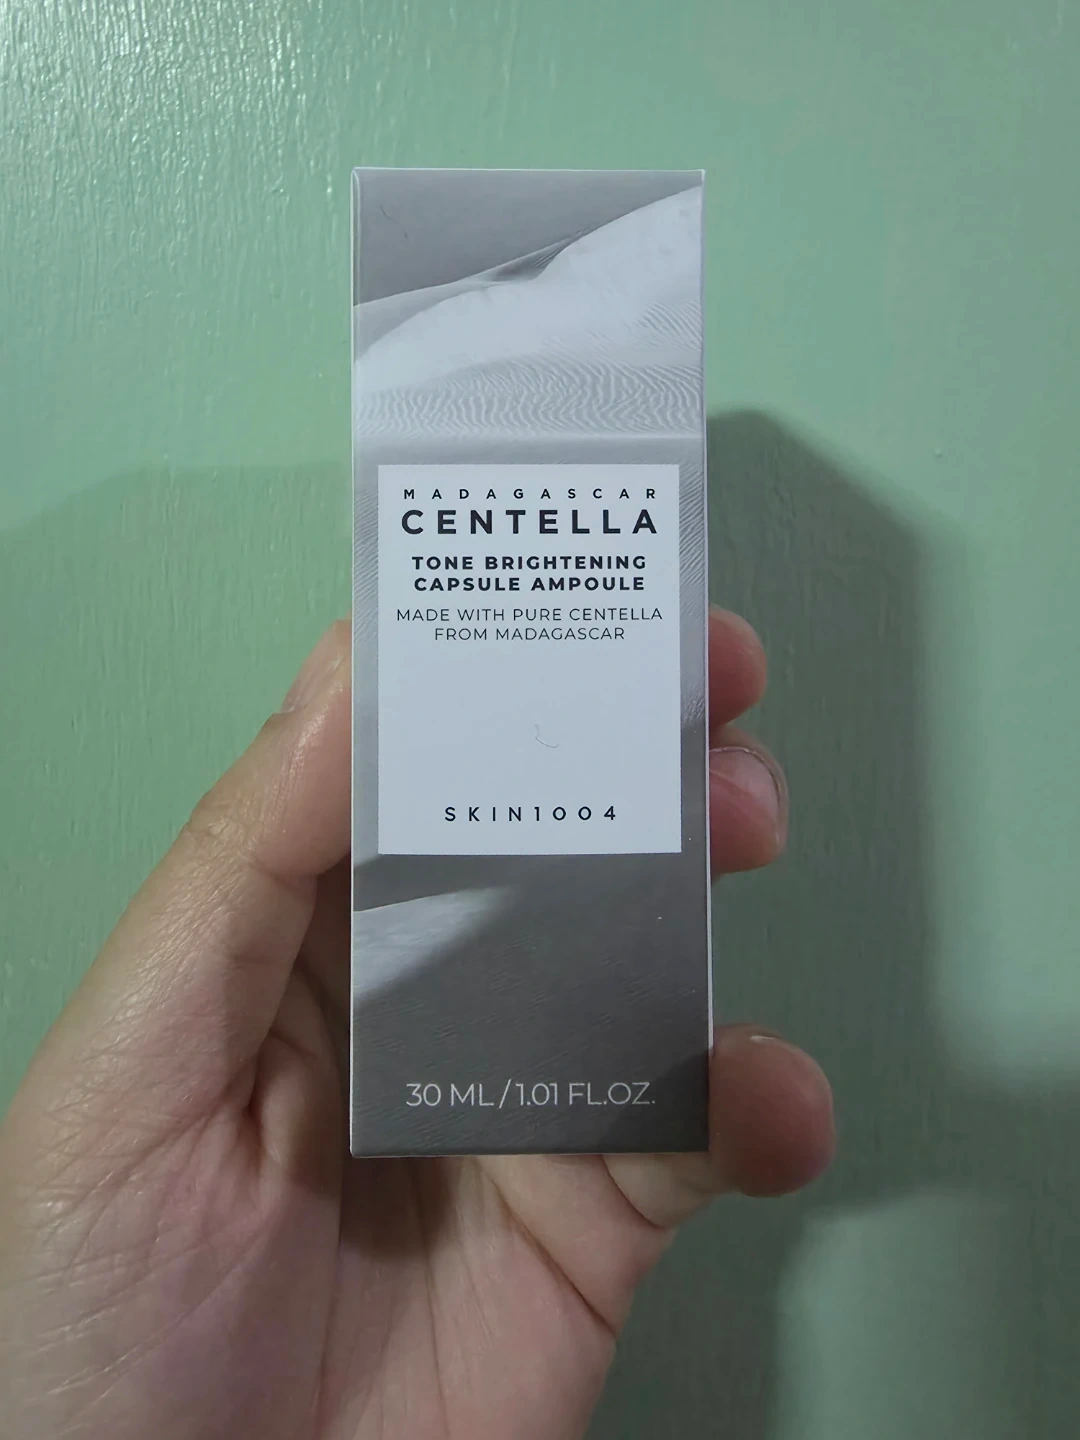 MADAGASCAR
CENTELLA
TONE BRIGHTENING
CAPSULE AMPOULE
MADE WITH PURE CENTELLA
FROM MADAGASCAR
SKIN1004
30 ML / 1.01 FL.OZ.